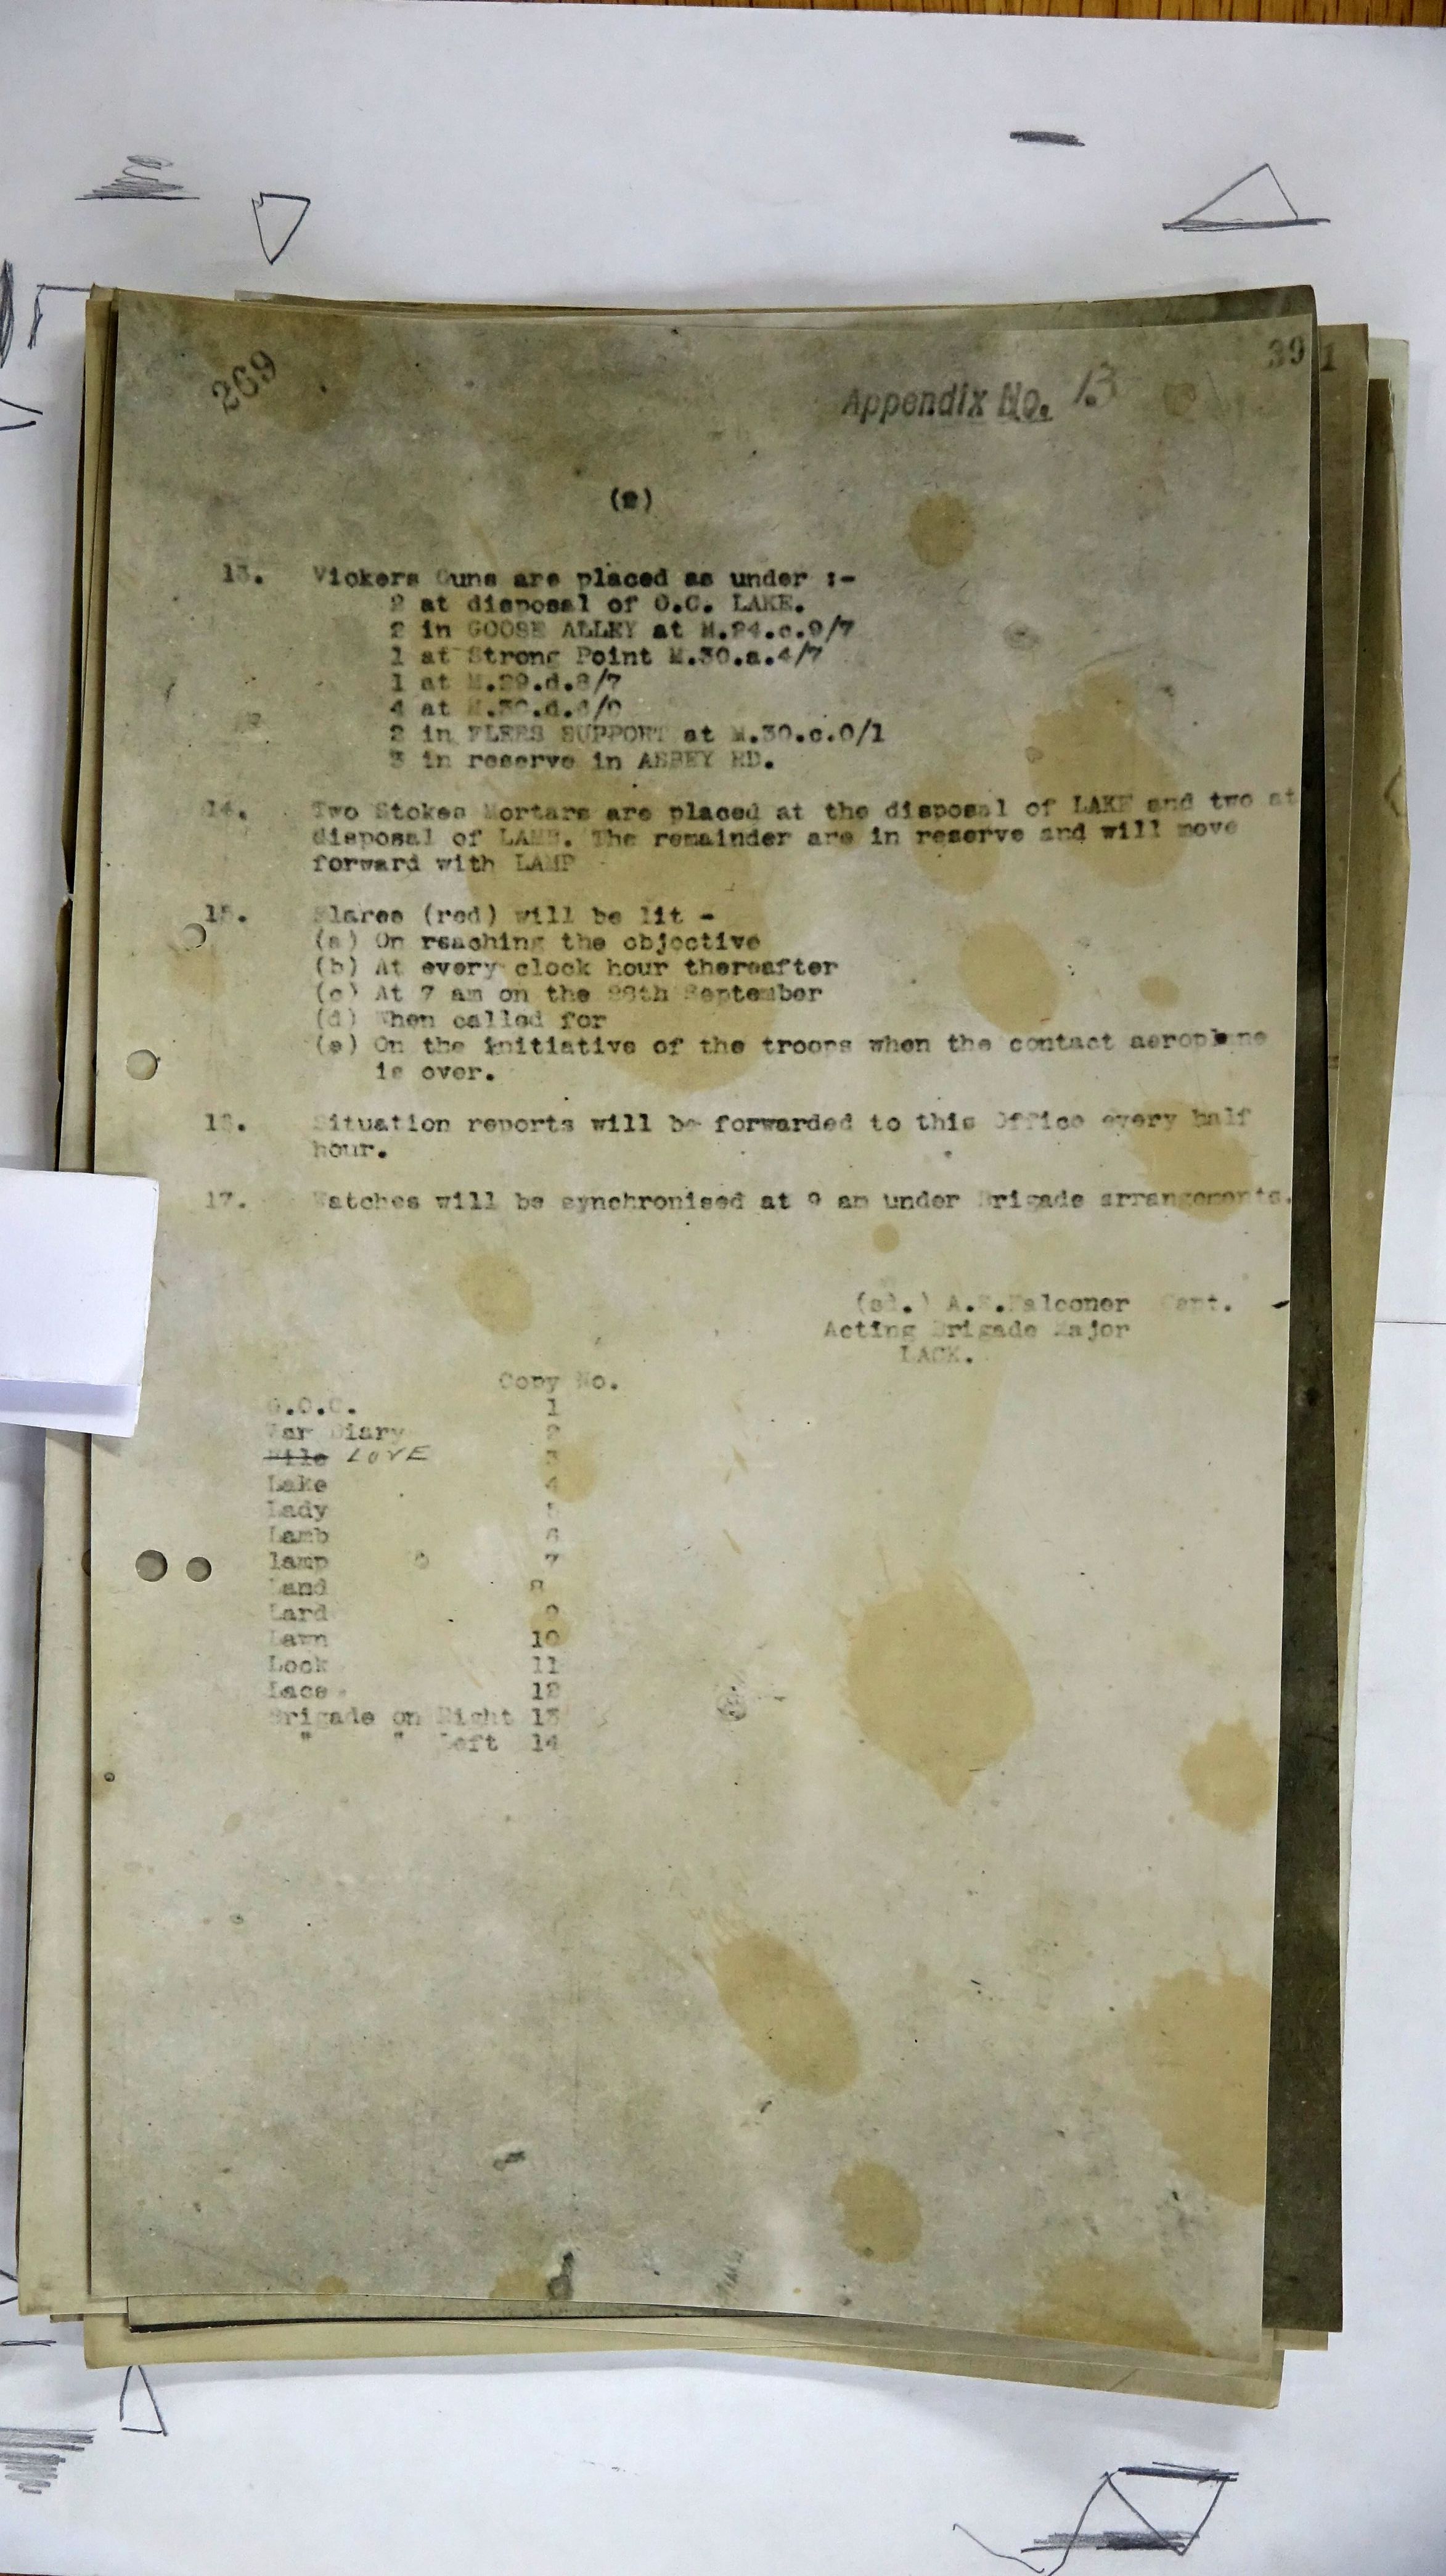 269
39 1
Appendix No. 13
(2)
13. Vickers Guns are placed as under :-
2 at disposal of O.C. LAKE.
2 in GOOSE ALLEY at M.24.c.9/7
1 at Strong Point M.30.a.4/7
1 at M.29.d.8/7
4 at
2 in FLERS SUPPORT at M.30.c.0/1
3 in reserve in ABBEY RD.
14. Two Stokes Mortars are placed at the disposal of LAKE and two at
disposal of LAMB. The remainder are in reserve and will move
forward with LAMP
15. Flares (red) will be lit -
(a) On reaching the objective
(b) At every clock hour thereafter
(c) At 7 am on the 28th September
(d) When called for
(e) On the initiative of the troops when the contact aeroplane
is over.
16. Situation reports will be forwarded to this Office every half
hour.
17. Watches will be synchronised at 9 am under Brigade arrangements.
(sd.) Falconer Capt.
Acting Brigade Major
LACK.
Copy No.
G.O.C. 1
War Diary 2
File LOVE 3
Lake 4
Lady 5
Lamb 6
lamp 7
Land 8
Lard 9
Lawn 10
Lock 11
Lace 12
Brigade on Right 13
" " Left 14